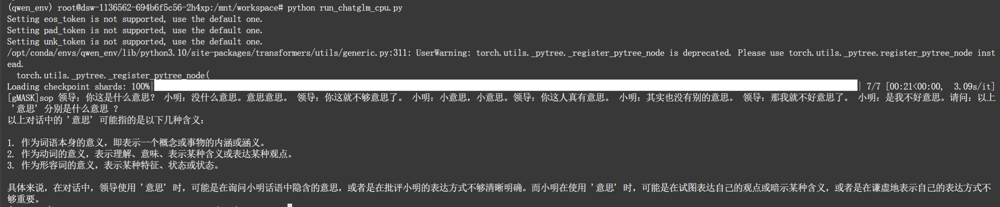 (qwen_env) root@dsw-1136562-694b6f5c56-2h4xp:/mnt/workspace# python run_chatglm_cpu.py
Setting eos_token is not supported, use the default one.
Setting pad_token is not supported, use the default one.
Setting unk_token is not supported, use the default one.
/opt/conda/envs/qwen_env/lib/python3.10/site-packages/transformers/utils/generic.py:311: UserWarning: torch.utils._pytree._register_pytree_node is deprecated. Please use torch.utils._pytree.register_pytree_node inst
ead.
  torch.utils._pytree._register_pytree_node(
Loading checkpoint shards: 100%| | 7/7 [00:21<00:00,  3.09s/it]
[gMASK]sop 领导：你这是什么意思？ 小明：没什么意思。意思意思。 领导：你这就不够意思了。 小明：小意思，小意思。领导：你这人真有意思。 小明：其实也没有别的意思。 领导：那我就不好意思了。 小明：是我不好意思。请问：以上
'意思' 分别是什么意思 ？
以上对话中的 '意思' 可能指的是以下几种含义：
1. 作为词语本身的意义，即表示一个概念或事物的内涵或涵义。
2. 作为动词的意义，表示理解、意味、表示某种含义或表达某种观点。
3. 作为形容词的意义，表示某种特征、状态或状态。
具体来说，在对话中，领导使用 '意思' 时，可能是在询问小明话语中隐含的意思，或者是在批评小明的表达方式不够清晰明确。而小明在使用 '意思' 时，可能是在试图表达自己的观点或暗示某种含义，或者是在谦虚地表示自己的表达方式不
够重要。